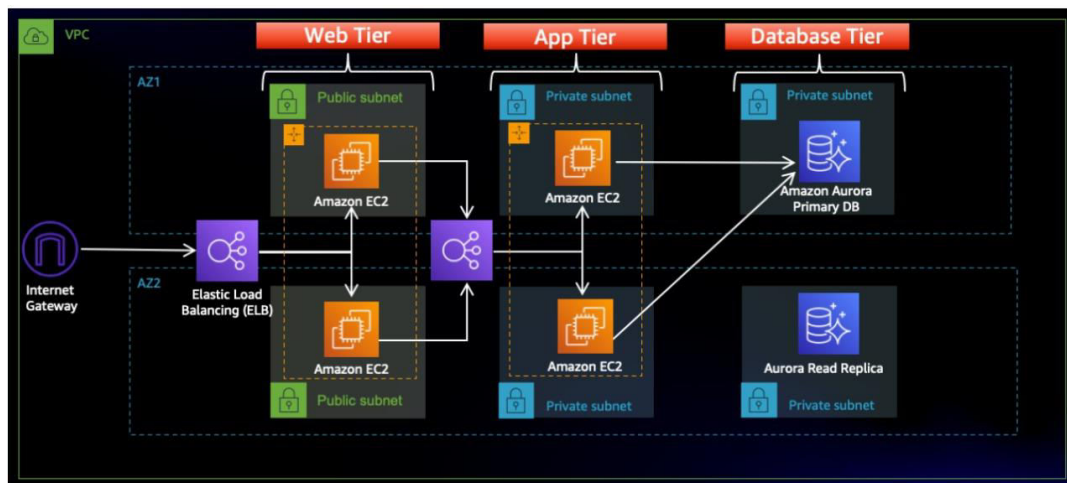 VPC
Web Tier
App Tier
Database Tier
AZ1
Public subnet
Private subnet
Private subnet
Amazon EC2
Amazon EC2
Amazon Aurora
Primary DB
Internet
Gateway
Elastic Load
Balancing (ELB)
AZ2
Amazon EC2
Amazon EC2
Aurora Read Replica
Public subnet
Private subnet
Private subnet